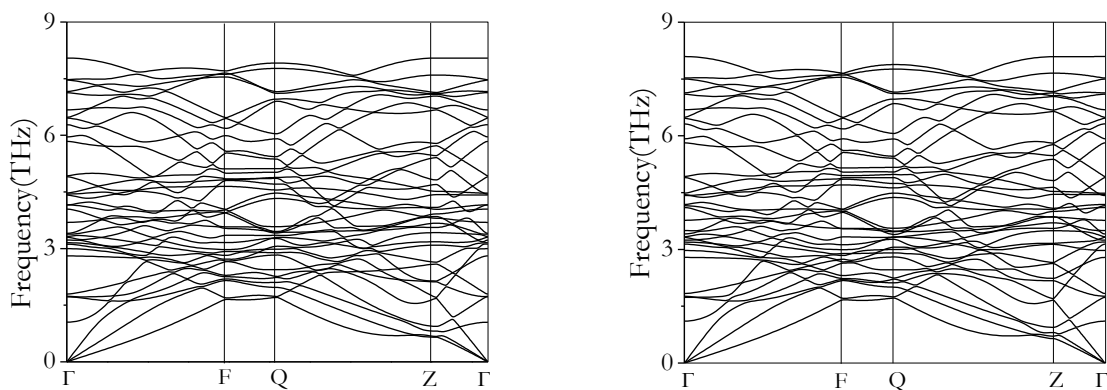 9
6
3
0
Frequency(THz)
Γ F Q Z Γ
9
6
3
0
Frequency(THz)
Γ F Q Z Γ